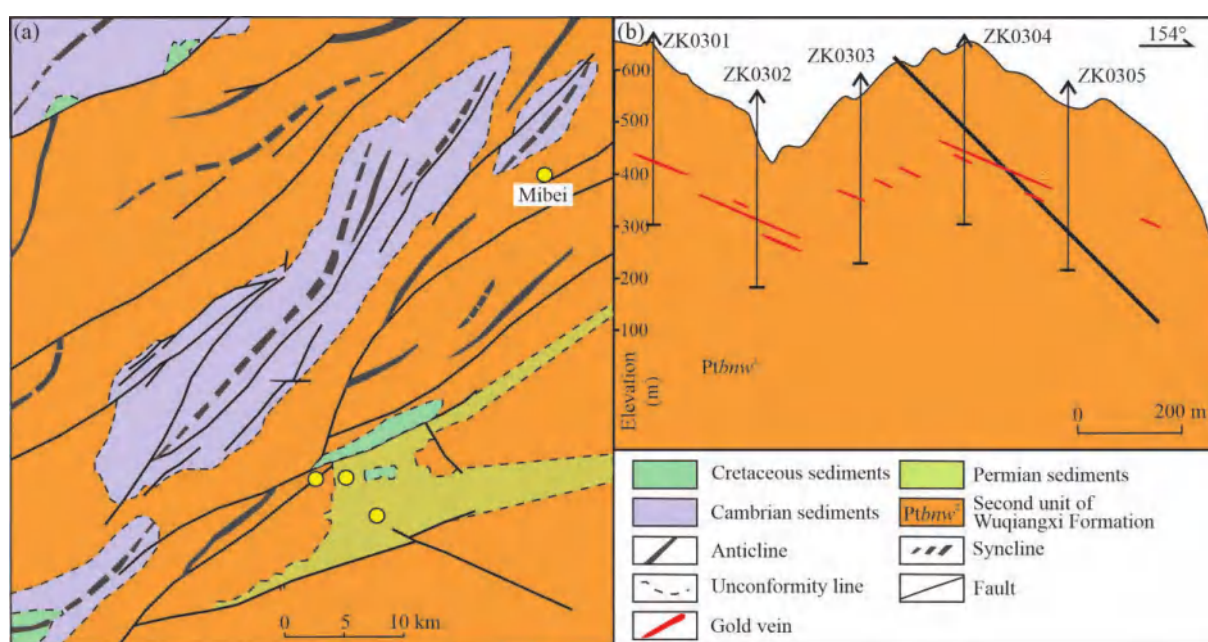 (a)
Mibei
0 5 10 km
(b)
ZK0301
ZK0302
ZK0303
ZK0304
ZK0305
154°
600
500
400
300
200
100
Elevation
(m)
Ptbnw²
0 200 m
Cretaceous sediments
Permian sediments
Cambrian sediments
Ptbnw²
Second unit of
Wuqiangxi Formation
Anticline
Syncline
Unconformity line
Fault
Gold vein